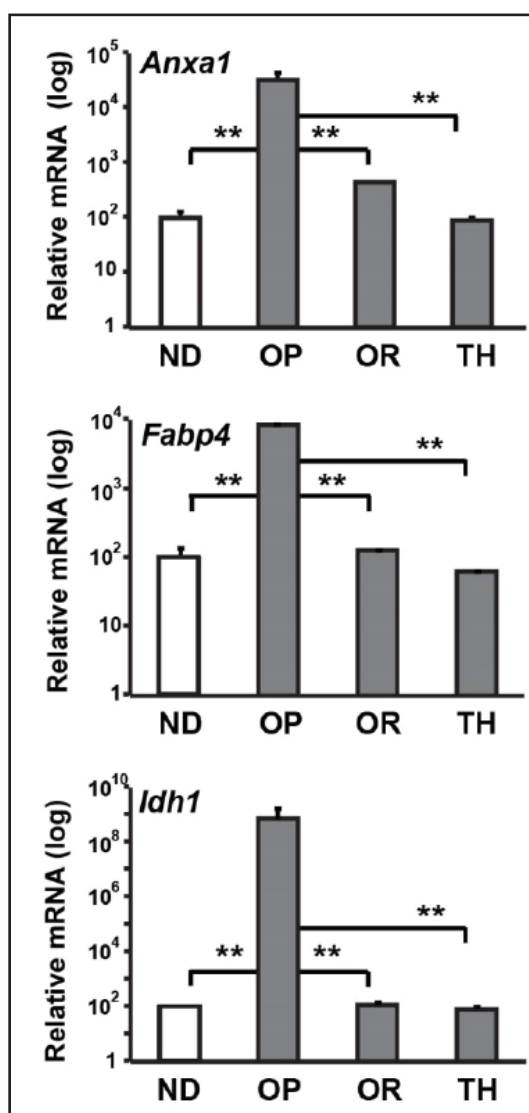 Anxa1
Relative mRNA (log)
10⁵
10⁴
10³
10²
10
1
**
** **
ND OP OR TH
Fabp4
Relative mRNA (log)
10⁴
10³
10²
10
1
**
** **
ND OP OR TH
Idh1
Relative mRNA (log)
10¹⁰
10⁸
10⁶
10⁴
10²
1
**
** **
ND OP OR TH